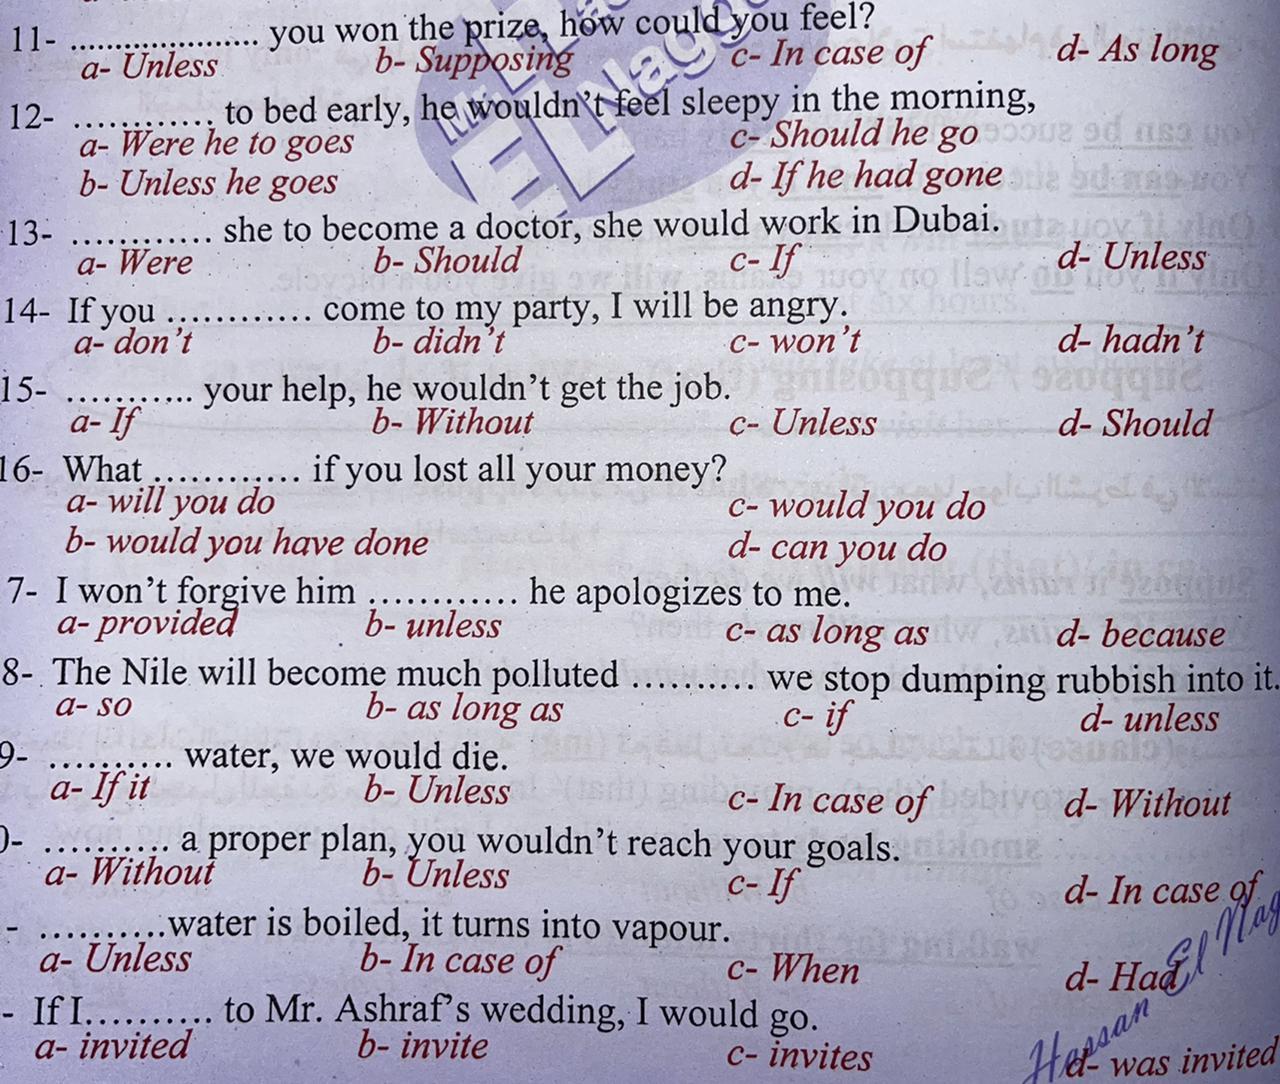 11- ..................... you won the prize, how could you feel?
a- Unless b- Supposing c- In case of d- As long
12- ............ to bed early, he wouldn't feel sleepy in the morning,
a- Were he to goes c- Should he go
b- Unless he goes d- If he had gone
13- ............ she to become a doctor, she would work in Dubai.
a- Were b- Should c- If d- Unless
14- If you ............ come to my party, I will be angry.
a- don't b- didn't c- won't d- hadn't
15- ........... your help, he wouldn't get the job.
a- If b- Without c- Unless d- Should
16- What ............ if you lost all your money?
a- will you do c- would you do
b- would you have done d- can you do
7- I won't forgive him ............ he apologizes to me.
a- provided b- unless c- as long as d- because
8- The Nile will become much polluted .......... we stop dumping rubbish into it.
a- so b- as long as c- if d- unless
9- .......... water, we would die.
a- If it b- Unless c- In case of d- Without
- .......... a proper plan, you wouldn't reach your goals.
a- Without b- Unless c- If d- In case of
- ..........water is boiled, it turns into vapour.
a- Unless b- In case of c- When d- Had
- If I.......... to Mr. Ashraf's wedding, I would go.
a- invited b- invite c- invites d- was invited
Mr. El Nagg
Hassan El Nag